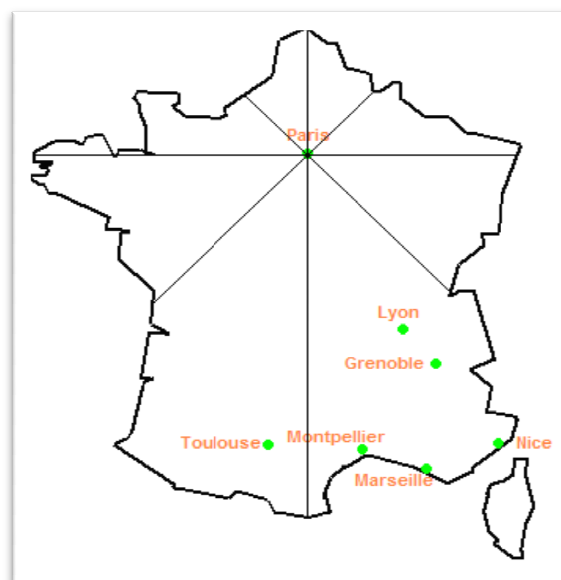 Paris
Lyon
Grenoble
Toulouse
Montpellier
Nice
Marseille